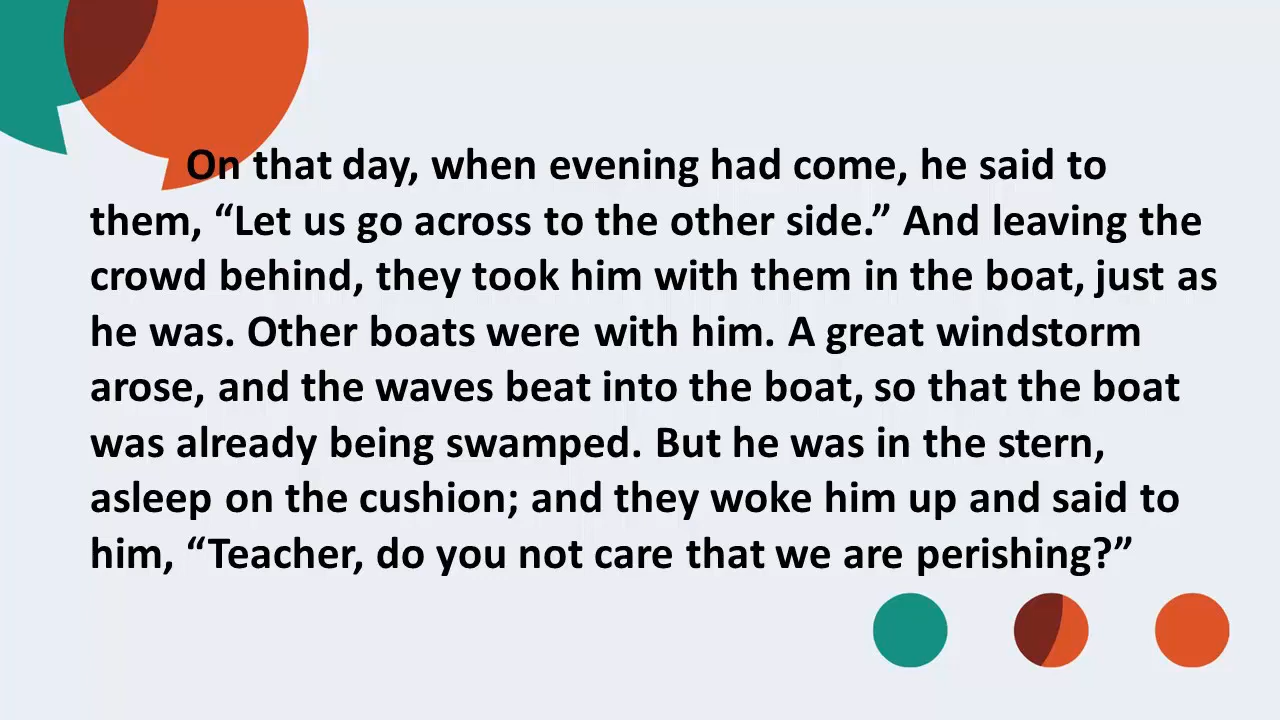 On that day, when evening had come, he said to
them, “Let us go across to the other side.” And leaving the
crowd behind, they took him with them in the boat, just as
he was. Other boats were with him. A great windstorm
arose, and the waves beat into the boat, so that the boat
was already being swamped. But he was in the stern,
asleep on the cushion; and they woke him up and said to
him, “Teacher, do you not care that we are perishing?”